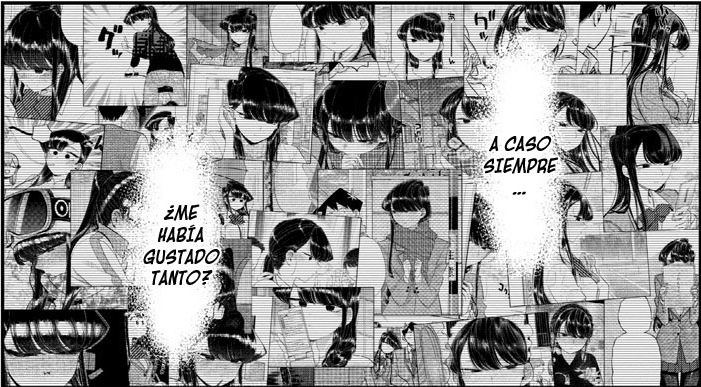 A CASO
SIEMPRE
...
¿ME
HABÍA
GUSTADO
TANTO?